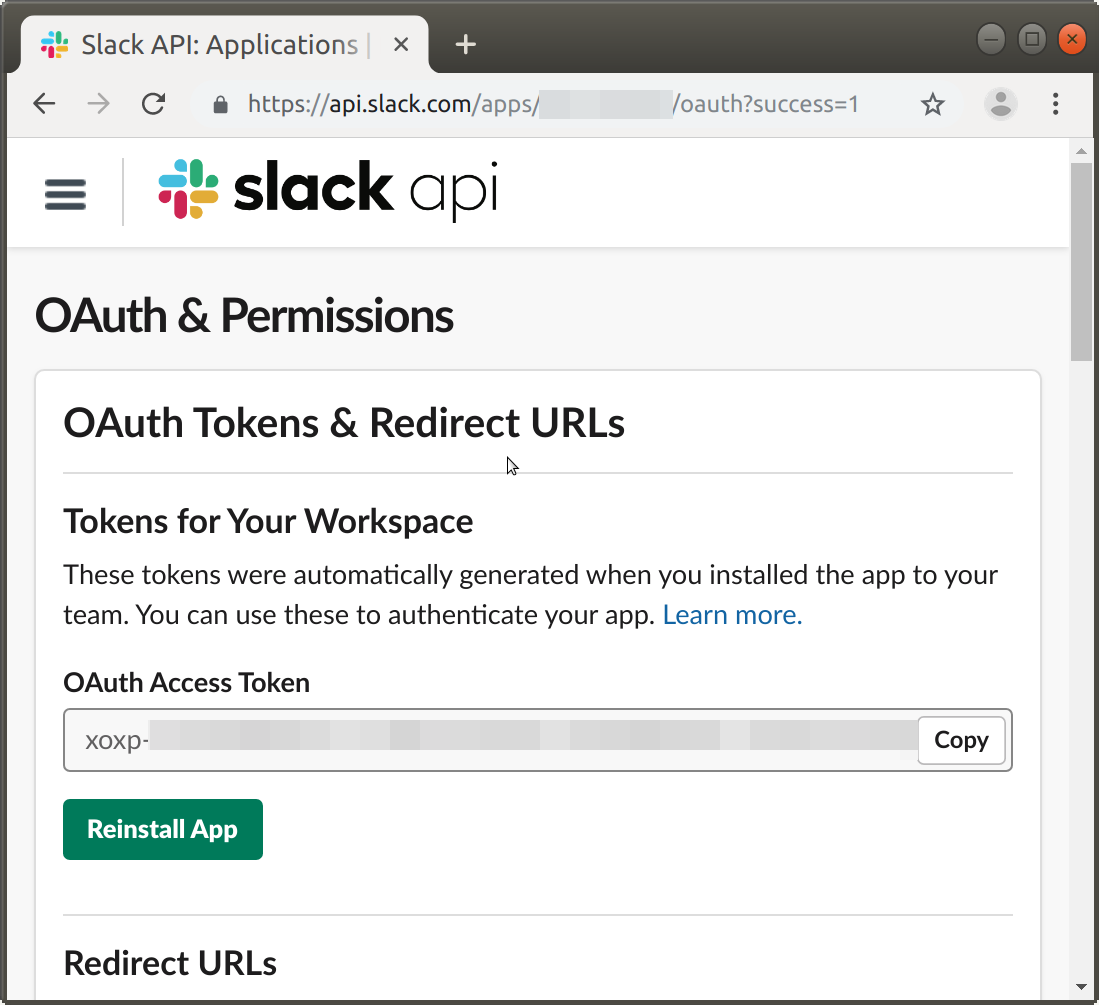 Slack API: Applications |
https://api.slack.com/apps/ /oauth?success=1
slack api
OAuth & Permissions
OAuth Tokens & Redirect URLs
Tokens for Your Workspace
These tokens were automatically generated when you installed the app to your
team. You can use these to authenticate your app. Learn more.
OAuth Access Token
xoxp-
Copy
Reinstall App
Redirect URLs